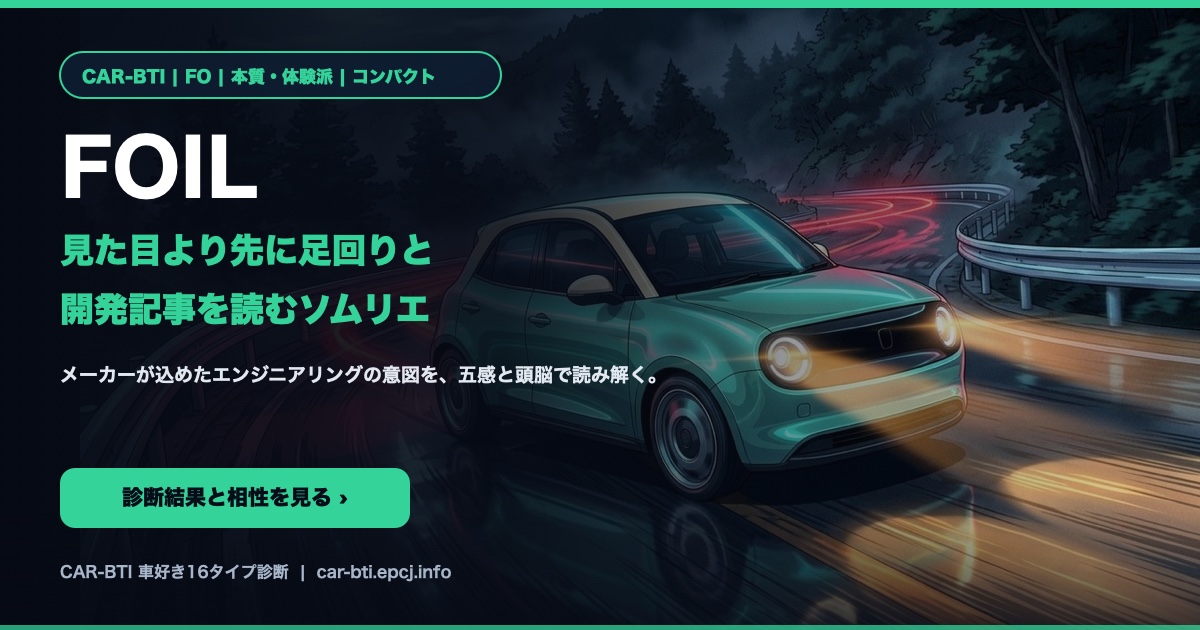 CAR-BTI | FO | 本質・体験派 | コンパクト
FOIL
見た目より先に足回りと
開発記事を読むソムリエ
メーカーが込めたエンジニアリングの意図を、五感と頭脳で読み解く。
診断結果と相性を見る ›
CAR-BTI 車好き16タイプ診断 | car-bti.epcj.info